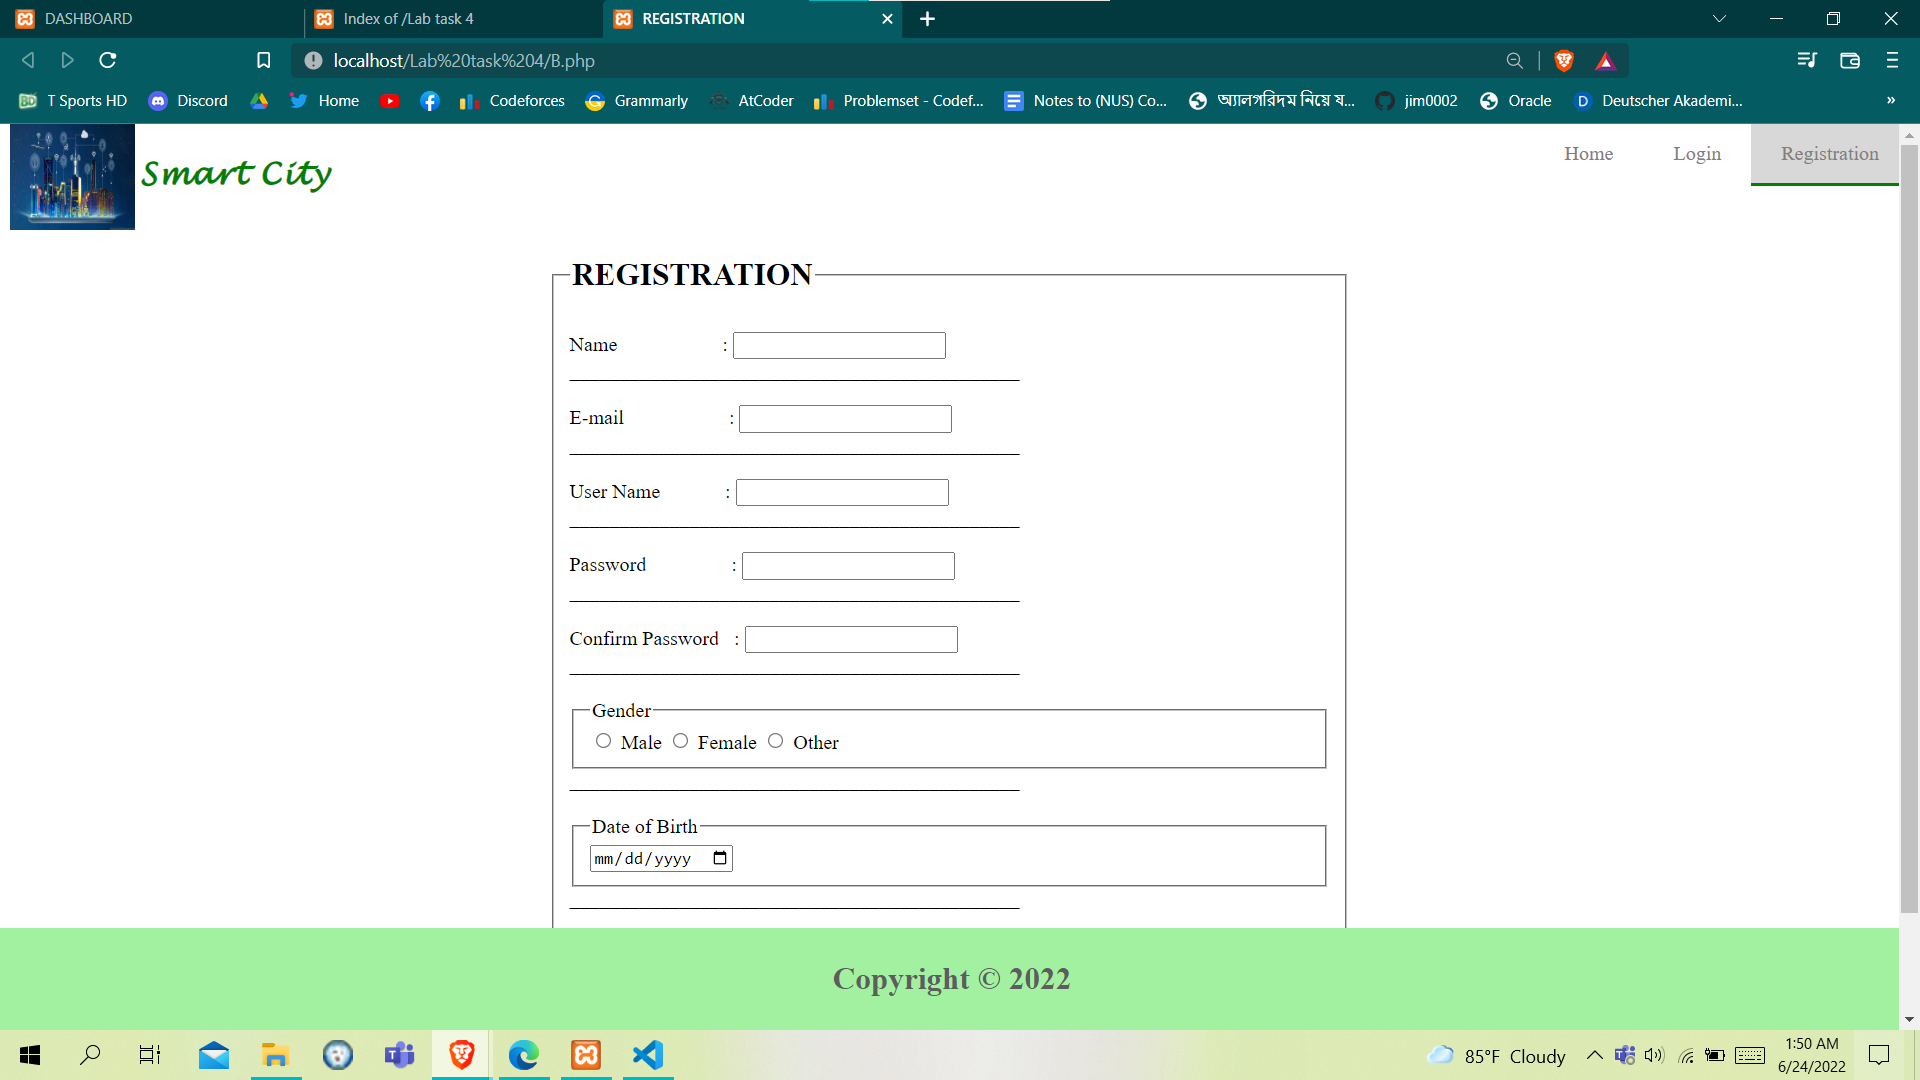 DASHBOARD
Index of /Lab task 4
REGISTRATION
localhost/Lab%20task%204/B.php
BD T Sports HD
Discord
Home
Codeforces
Grammarly
AtCoder
Problemset - Codef...
Notes to (NUS) Co...
অ্যালগরিদম নিয়ে য...
jim0002
Oracle
D Deutscher Akademi...
»
Smart City
Home
Login
Registration
REGISTRATION
Name :
E-mail :
User Name :
Password :
Confirm Password :
Gender
Male Female Other
Date of Birth
mm/dd/yyyy
Copyright © 2022
85°F Cloudy
1:50 AM
6/24/2022